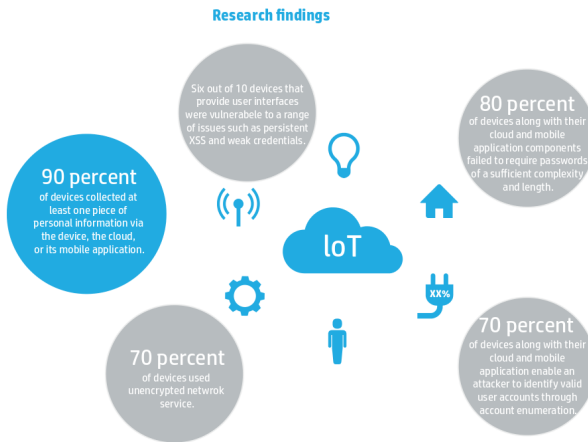 Research findings
Six out of 10 devices that
provide user interfaces
were vulnerabele to a range
of issues such as persistent
XSS and weak credentials.
80 percent
of devices along with their
cloud and mobile
application components
failed to require passwords
of a sufficient complexity
and length.
90 percent
of devices collected at
least one piece of
personal information via
the device, the cloud,
or its mobile application.
IoT
XX%
70 percent
of devices used
unencrypted netwrok
service.
70 percent
of devices along with their
cloud and mobile
application enable an
attacker to identify valid
user accounts through
account enumeration.